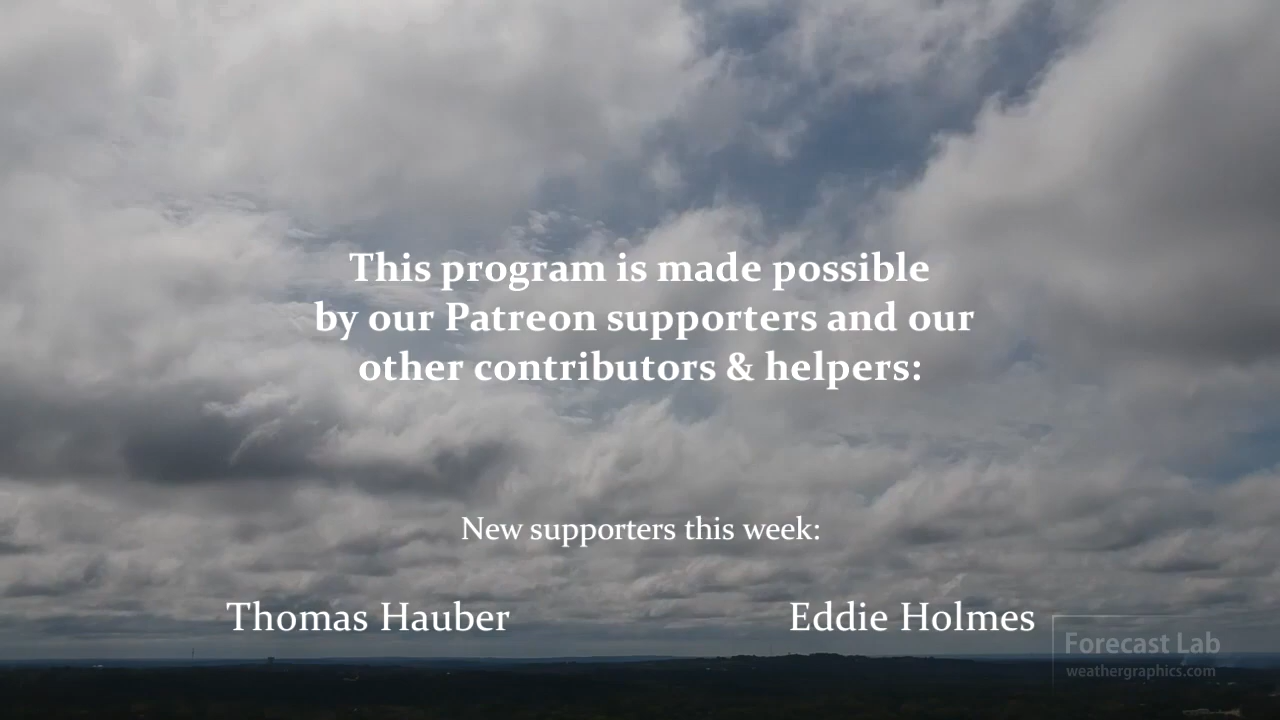 This program is made possible
by our Patreon supporters and our
other contributors & helpers:
New supporters this week:
Thomas Hauber Eddie Holmes
Forecast Lab
weathergraphics.com